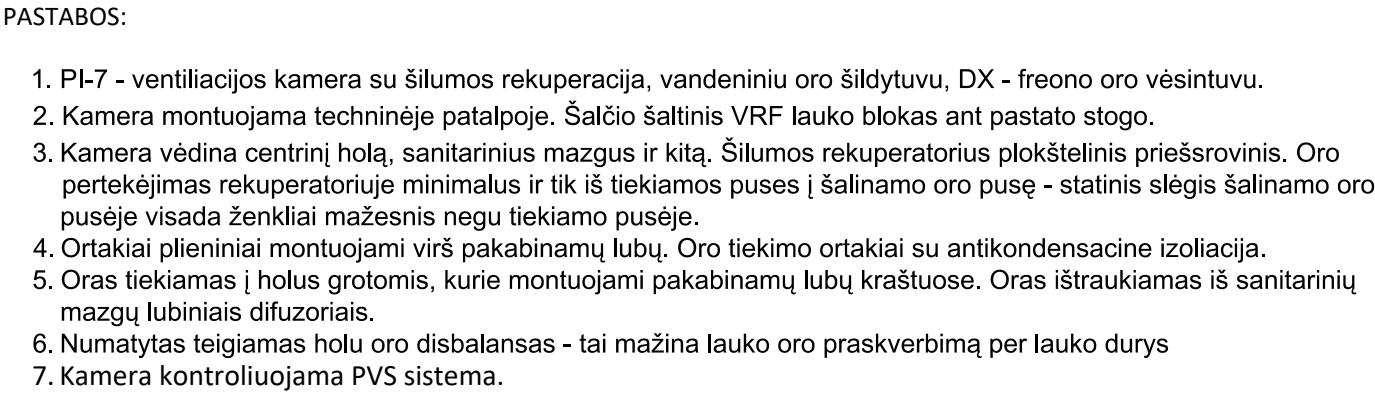 PASTABOS:
1. PI-7 - ventiliacijos kamera su šilumos rekuperacija, vandeniniu oro šildytuvu, DX - freono oro vėsintuvu.
2. Kamera montuojama techninėje patalpoje. Šalčio šaltinis VRF lauko blokas ant pastato stogo.
3. Kamera vėdina centrinį holą, sanitarinius mazgus ir kitą. Šilumos rekuperatorius plokštelinis priešsrovinis. Oro
pertekėjimas rekuperatoriuje minimalus ir tik iš tiekiamos puses į šalinamo oro pusę - statinis slėgis šalinamo oro
pusėje visada ženkliai mažesnis negu tiekiamo pusėje.
4. Ortakiai plieniniai montuojami virš pakabinamų lubų. Oro tiekimo ortakiai su antikondensacine izoliacija.
5. Oras tiekiamas į holus grotomis, kurie montuojami pakabinamų lubų kraštuose. Oras ištraukiamas iš sanitarinių
mazgų lubiniais difuzoriais.
6. Numatytas teigiamas holu oro disbalansas - tai mažina lauko oro praskverbimą per lauko durys
7. Kamera kontroliuojama PVS sistema.